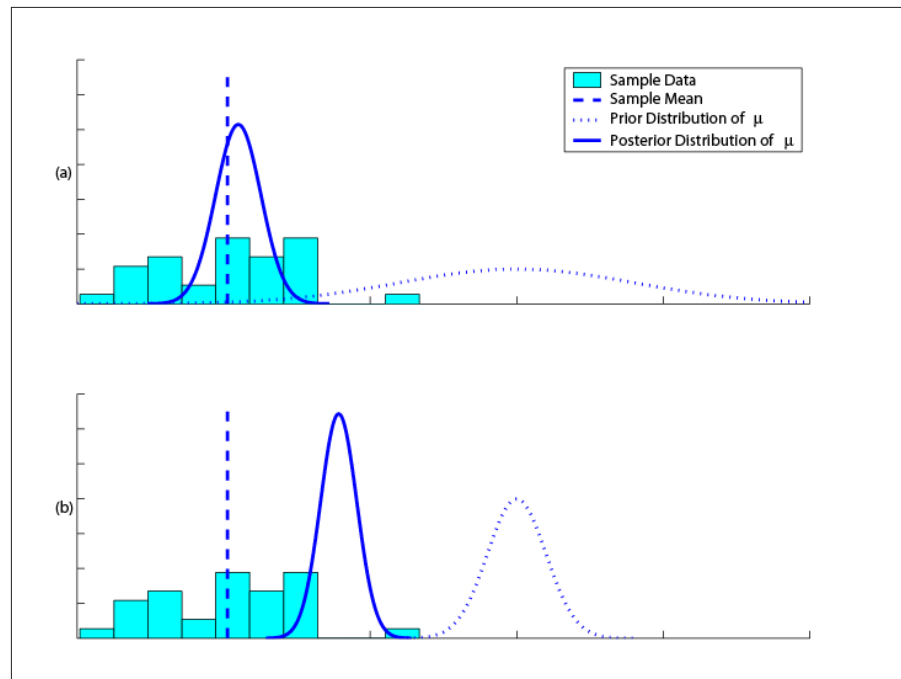 Sample Data
Sample Mean
Prior Distribution of μ
Posterior Distribution of μ
(a)
(b)